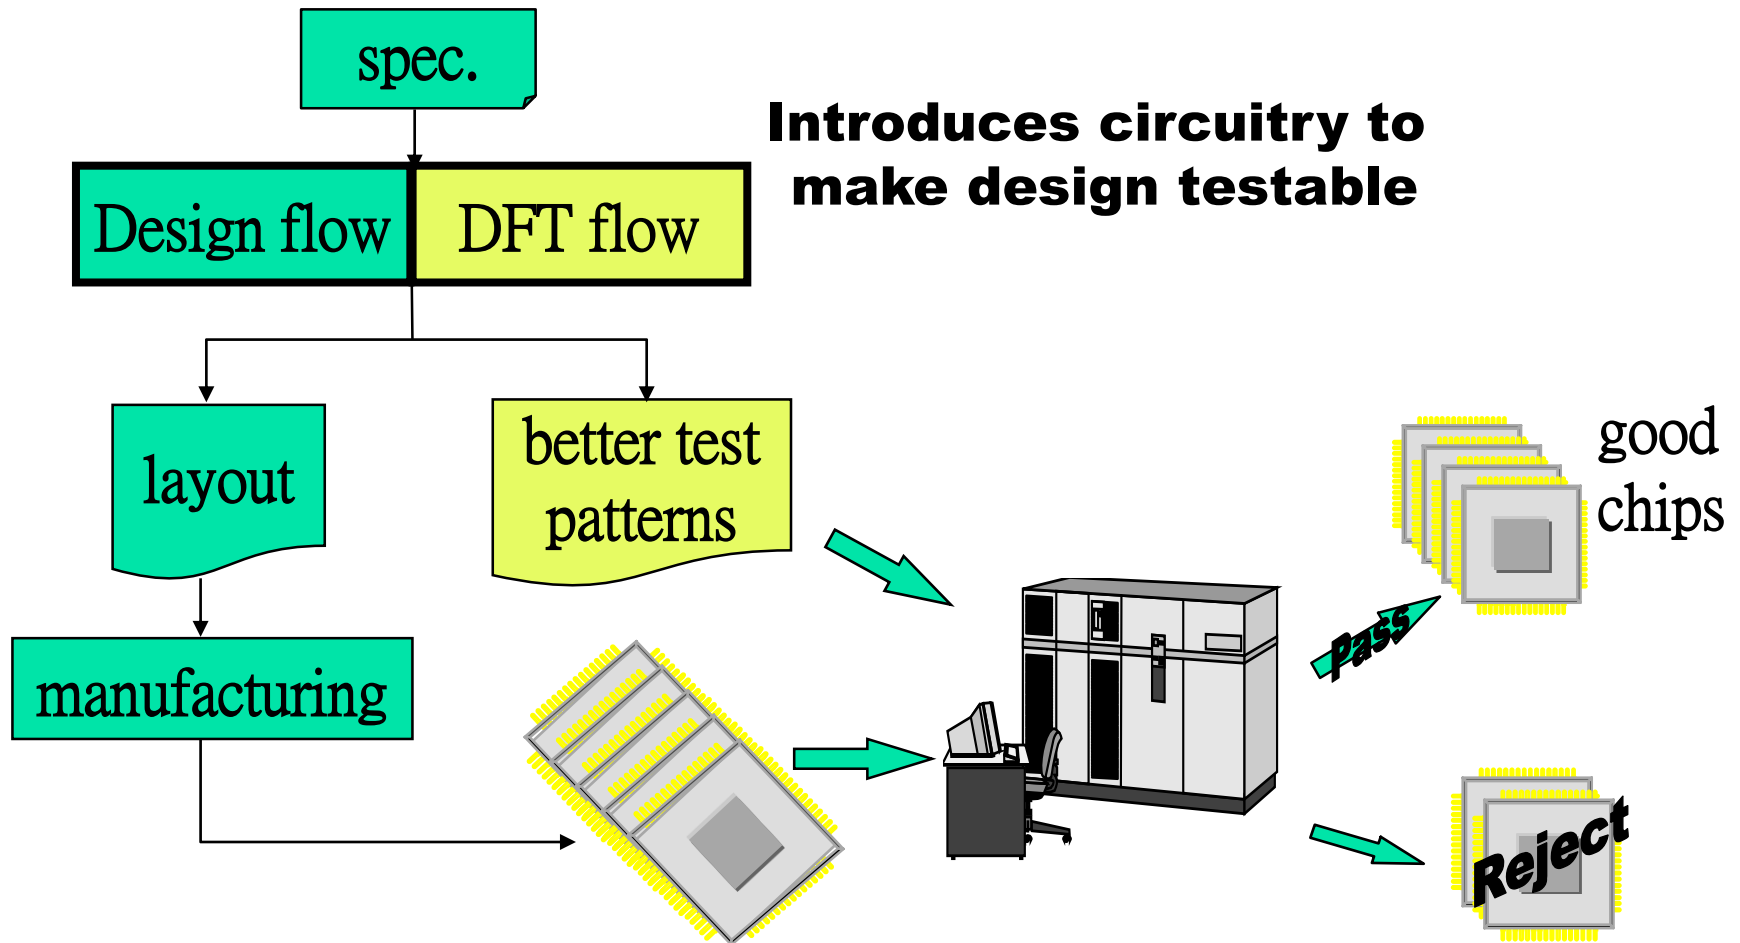 spec.
Introduces circuitry to
make design testable
Design flow
DFT flow
layout
better test
patterns
good
chips
Pass
manufacturing
Reject